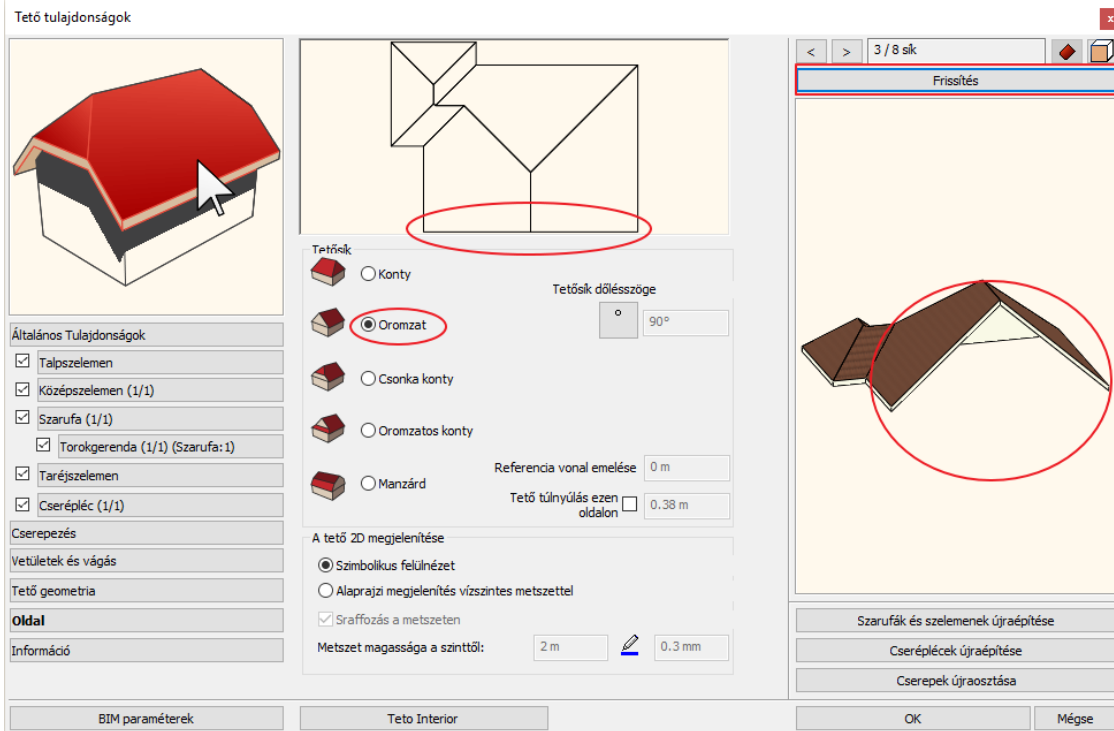 Tető tulajdonságok
x
< > 3 / 8 sík
Frissítés
Általános Tulajdonságok
Talpszelemen
Középszelemen (1/1)
Szarufa (1/1)
Torokgerenda (1/1) (Szarufa:1)
Taréjszelemen
Cserépléc (1/1)
Cserepezés
Vetületek és vágás
Tető geometria
Oldal
Információ
Tetősík
Konty
Tetősík dőlésszöge
Oromzat
° 90°
Csonka konty
Oromzatos konty
Manzárd
Referencia vonal emelése 0 m
Tető túlnyúlás ezen
oldalon 0.38 m
A tető 2D megjelenítése
Szimbolikus felülnézet
Alaprajzi megjelenítés vízszintes metszettel
Sraffozás a metszeten
Metszet magassága a szinttől: 2 m 0.3 mm
Szarufák és szelemenek újraépítése
Cseréplécek újraépítése
Cserepek újraosztása
BIM paraméterek
Teto Interior
OK
Mégse